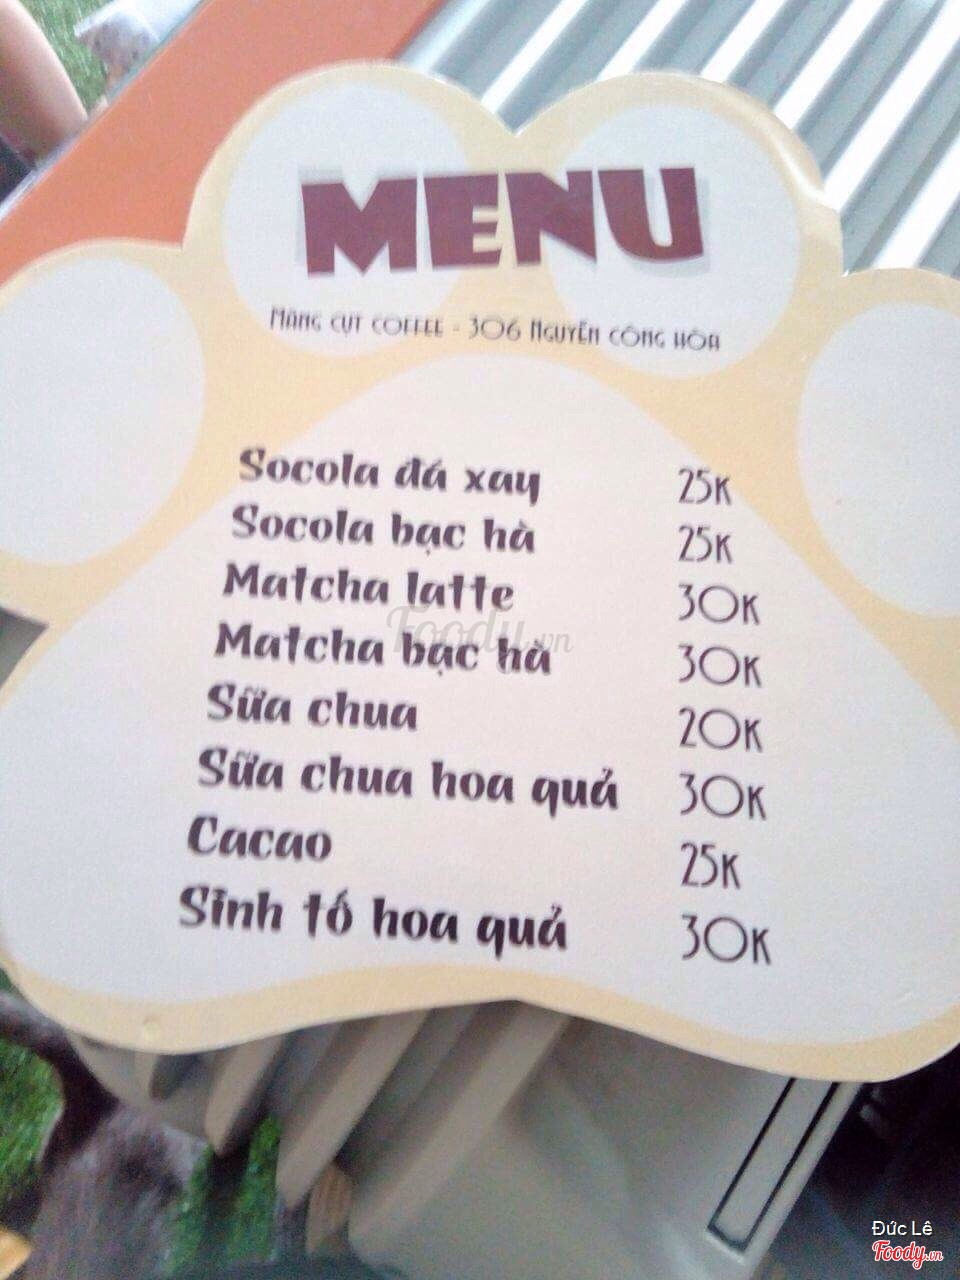 MENU
Măng cụt coffee - 306 Nguyễn Công Hòa
Socola đá xay 25K
Socola bạc hà 25K
Matcha latte 30K
Matcha bạc hà 30K
Sữa chua 20K
Sữa chua hoa quả 30K
Cacao 25K
Sinh tố hoa quả 30K
Foody.vn
Đức Lê
Foody.vn